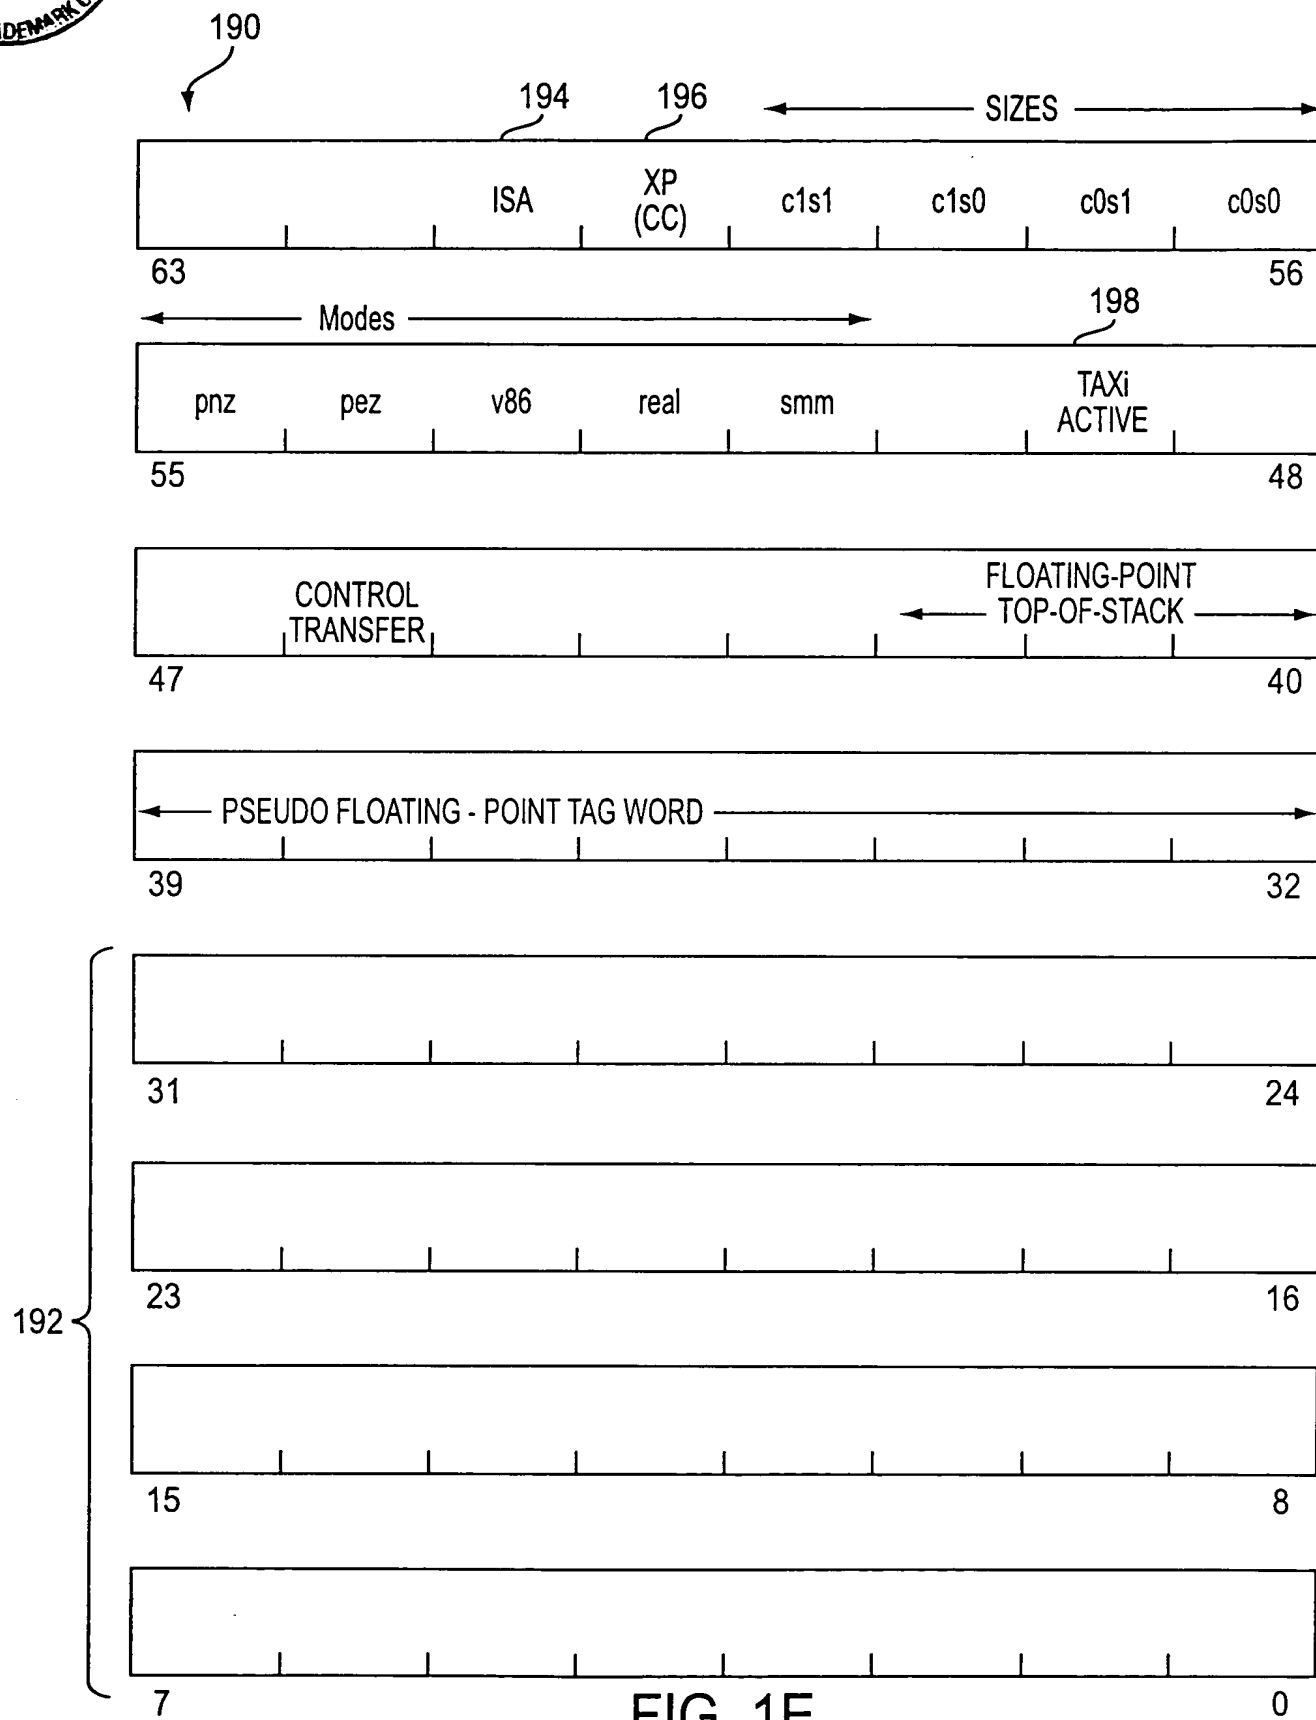 190
194 196 SIZES
ISA XP (CC) c1s1 c1s0 c0s1 c0s0
63 56
Modes 198
pnz pez v86 real smm TAXi ACTIVE
55 48
CONTROL TRANSFER FLOATING-POINT TOP-OF-STACK
47 40
PSEUDO FLOATING - POINT TAG WORD
39 32
31 24
23 16
192
15 8
7 0
FIG.